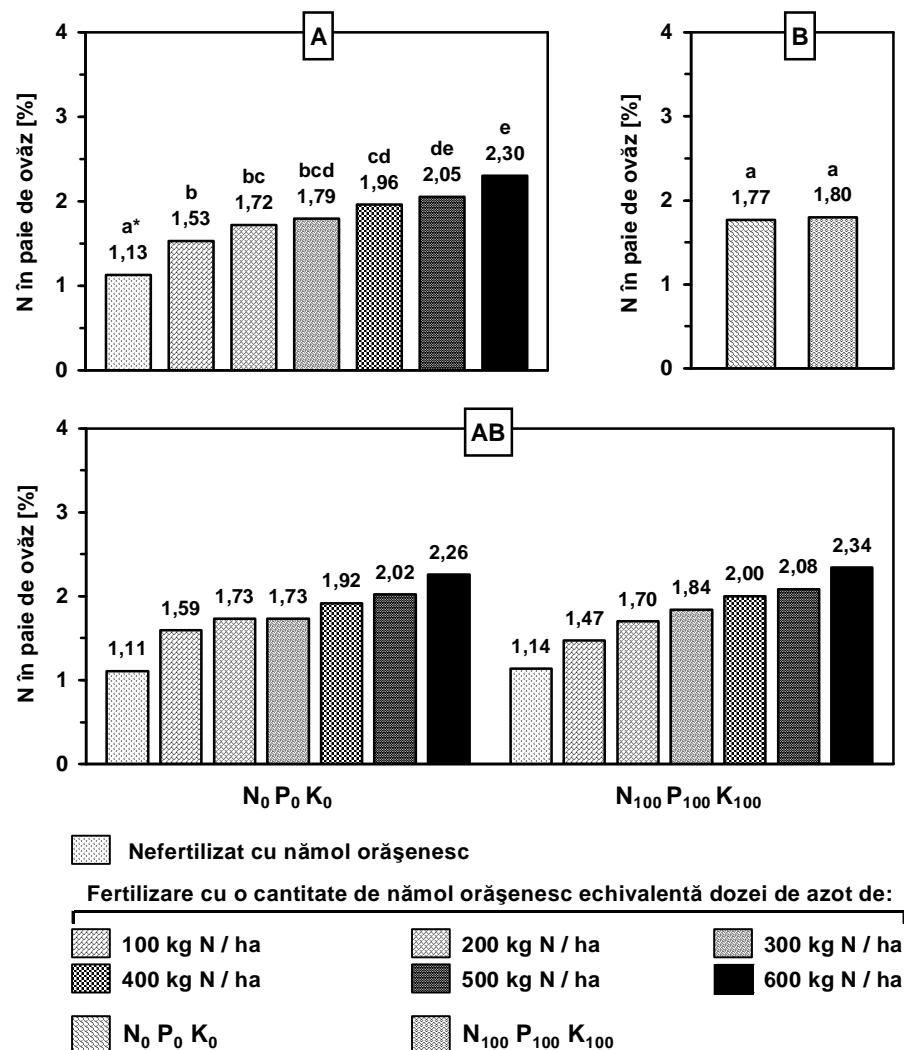 A
N în paie de ovăz [%]
4
3
2
1
0
a*
1,13
b
1,53
bc
1,72
bcd
1,79
cd
1,96
de
2,05
e
2,30
B
N în paie de ovăz [%]
4
3
2
1
0
a
1,77
a
1,80
AB
N în paie de ovăz [%]
4
3
2
1
0
1,11
1,59
1,73
1,73
1,92
2,02
2,26
1,14
1,47
1,70
1,84
2,00
2,08
2,34
N₀ P₀ K₀
N₁₀₀ P₁₀₀ K₁₀₀
Nefertilizat cu nămol orăşenesc
Fertilizare cu o cantitate de nămol orăşenesc echivalentă dozei de azot de:
100 kg N / ha
200 kg N / ha
300 kg N / ha
400 kg N / ha
500 kg N / ha
600 kg N / ha
N₀ P₀ K₀
N₁₀₀ P₁₀₀ K₁₀₀